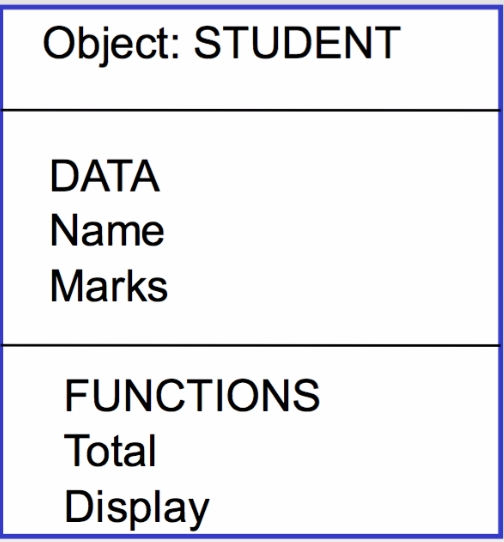 Object: STUDENT
DATA
Name
Marks
FUNCTIONS
Total
Display